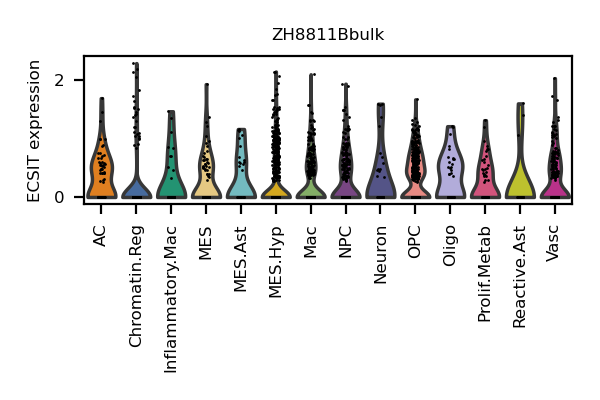 ZH8811Bbulk
ECSIT expression
2
0
AC
Chromatin.Reg
Inflammatory.Mac
MES
MES.Ast
MES.Hyp
Mac
NPC
Neuron
OPC
Oligo
Prolif.Metab
Reactive.Ast
Vasc